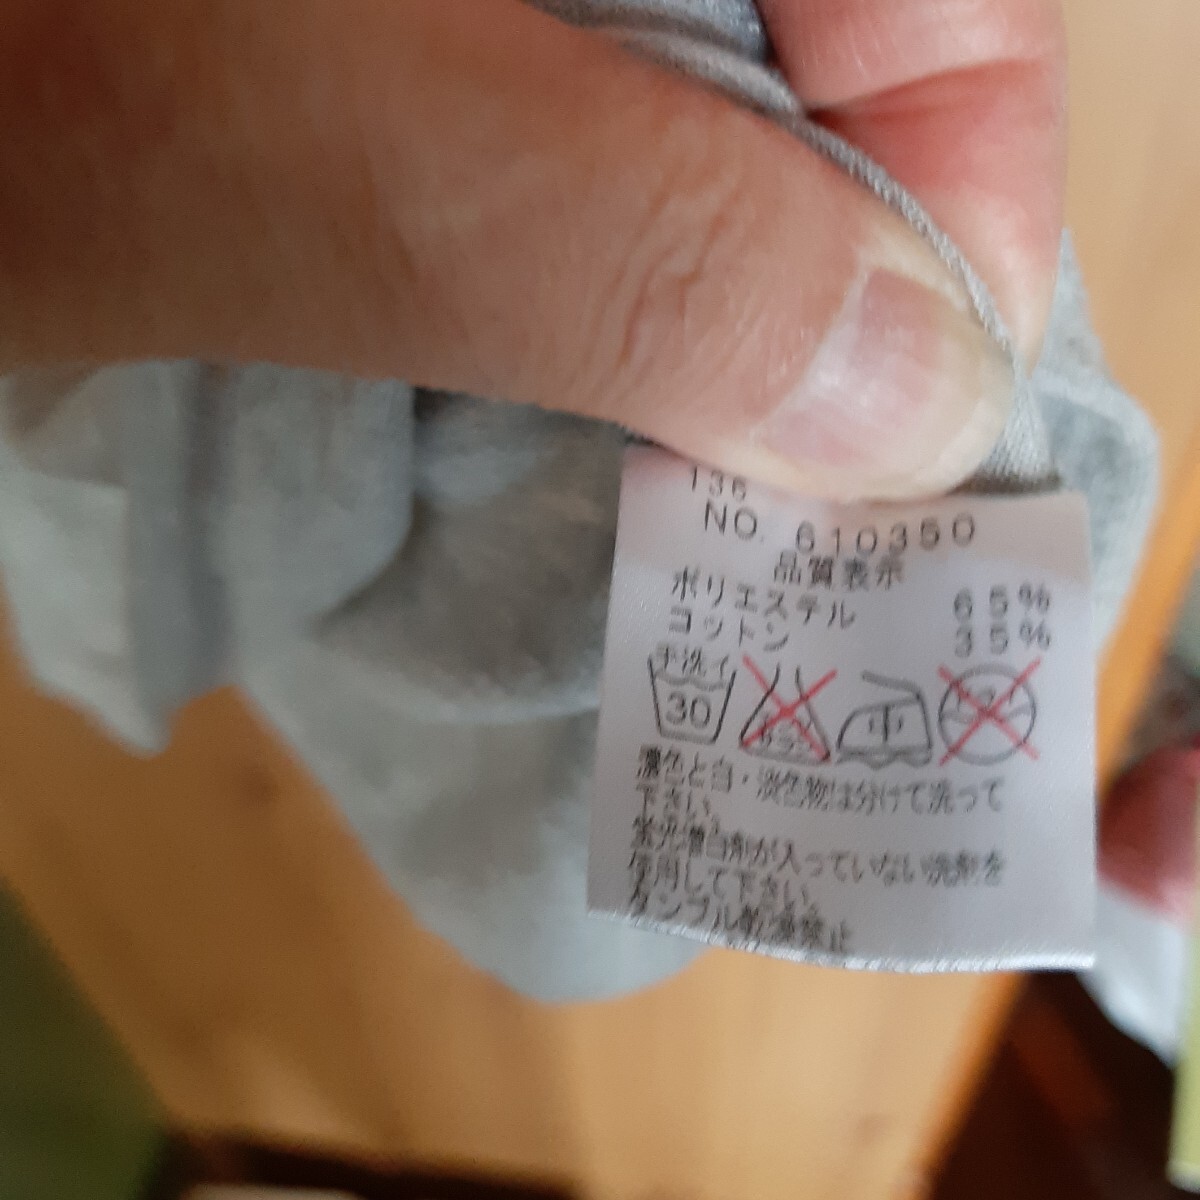 136
NO. 610350
品質表示
ポリエステル 65%
コットン 35%
手洗イ
30 中
濃色と白・淡色物は分けて洗って
下さい。
蛍光増白剤が入っていない洗剤を
使用して下さい。
タンブル乾燥禁止